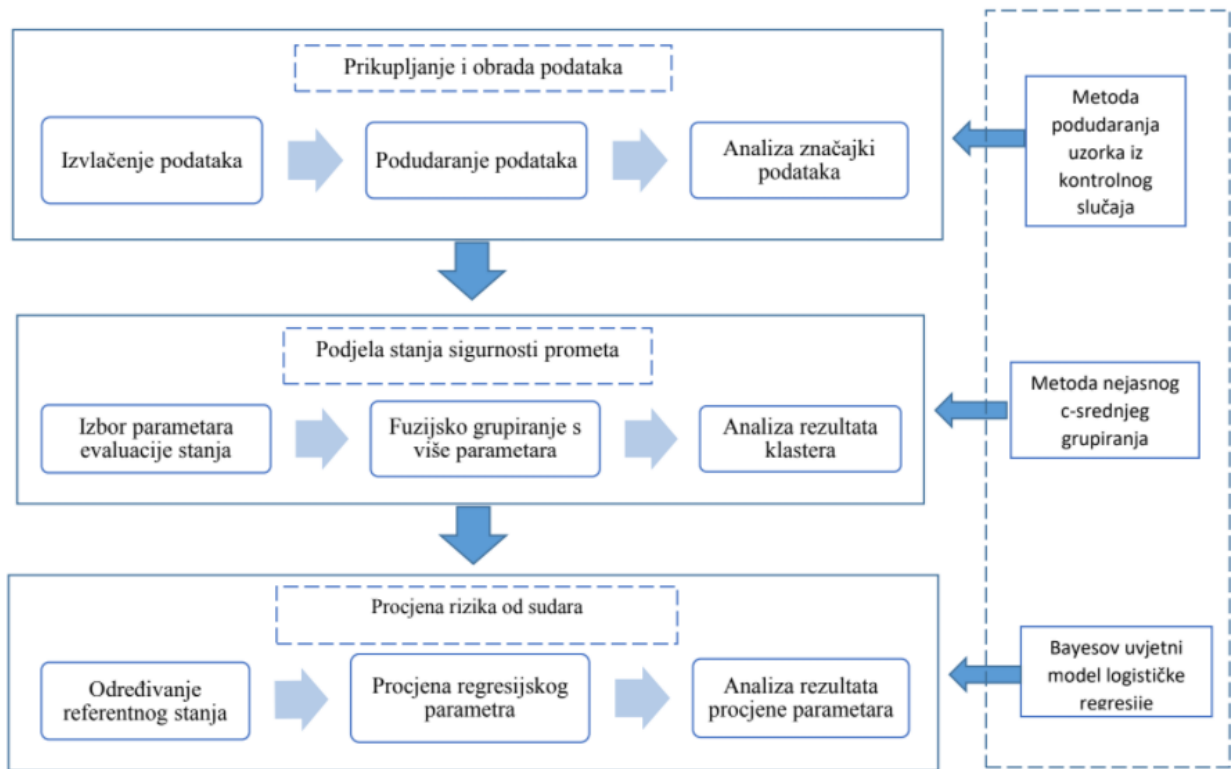 Prikupljanje i obrada podataka
Izvlačenje podataka
Podudaranje podataka
Analiza značajki
podataka
Metoda
podudaranja
uzorka iz
kontrolnog
slučaja
Podjela stanja sigurnosti prometa
Izbor parametara
evaluacije stanja
Fuzijsko grupiranje s
više parametara
Analiza rezultata
klastera
Metoda nejasnog
c-srednjeg
grupiranja
Procjena rizika od sudara
Određivanje
referentnog stanja
Procjena regresijskog
parametra
Analiza rezultata
procjene parametara
Bayesov uvjetni
model logističke
regresije